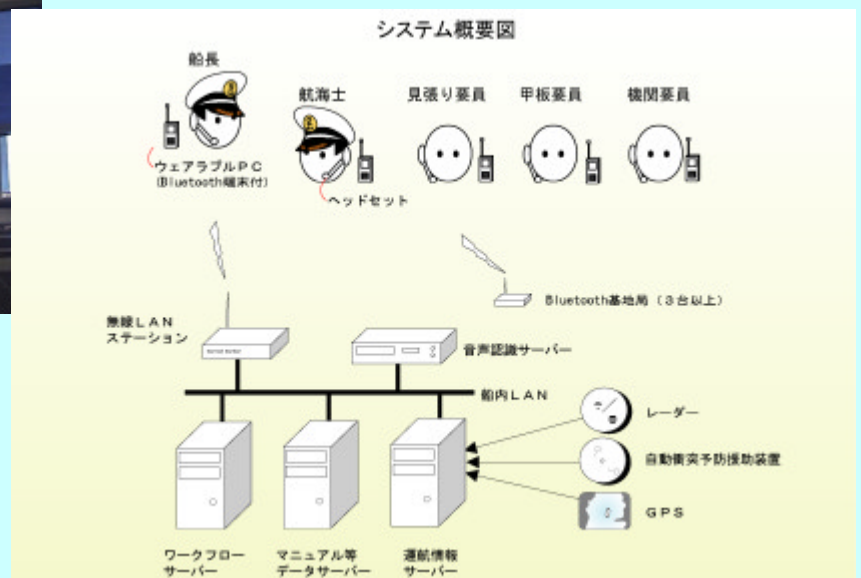 システム概要図
船長
航海士
見張り要員
甲板要員
機関要員
ウェアラブルPC
(Bluetooth端末付)
ヘッドセット
Bluetooth基地局（3台以上）
無線LAN
ステーション
音声認識サーバー
船内LAN
レーダー
自動衝突予防援助装置
GPS
ワークフロー
サーバー
マニュアル等
データサーバー
運航情報
サーバー